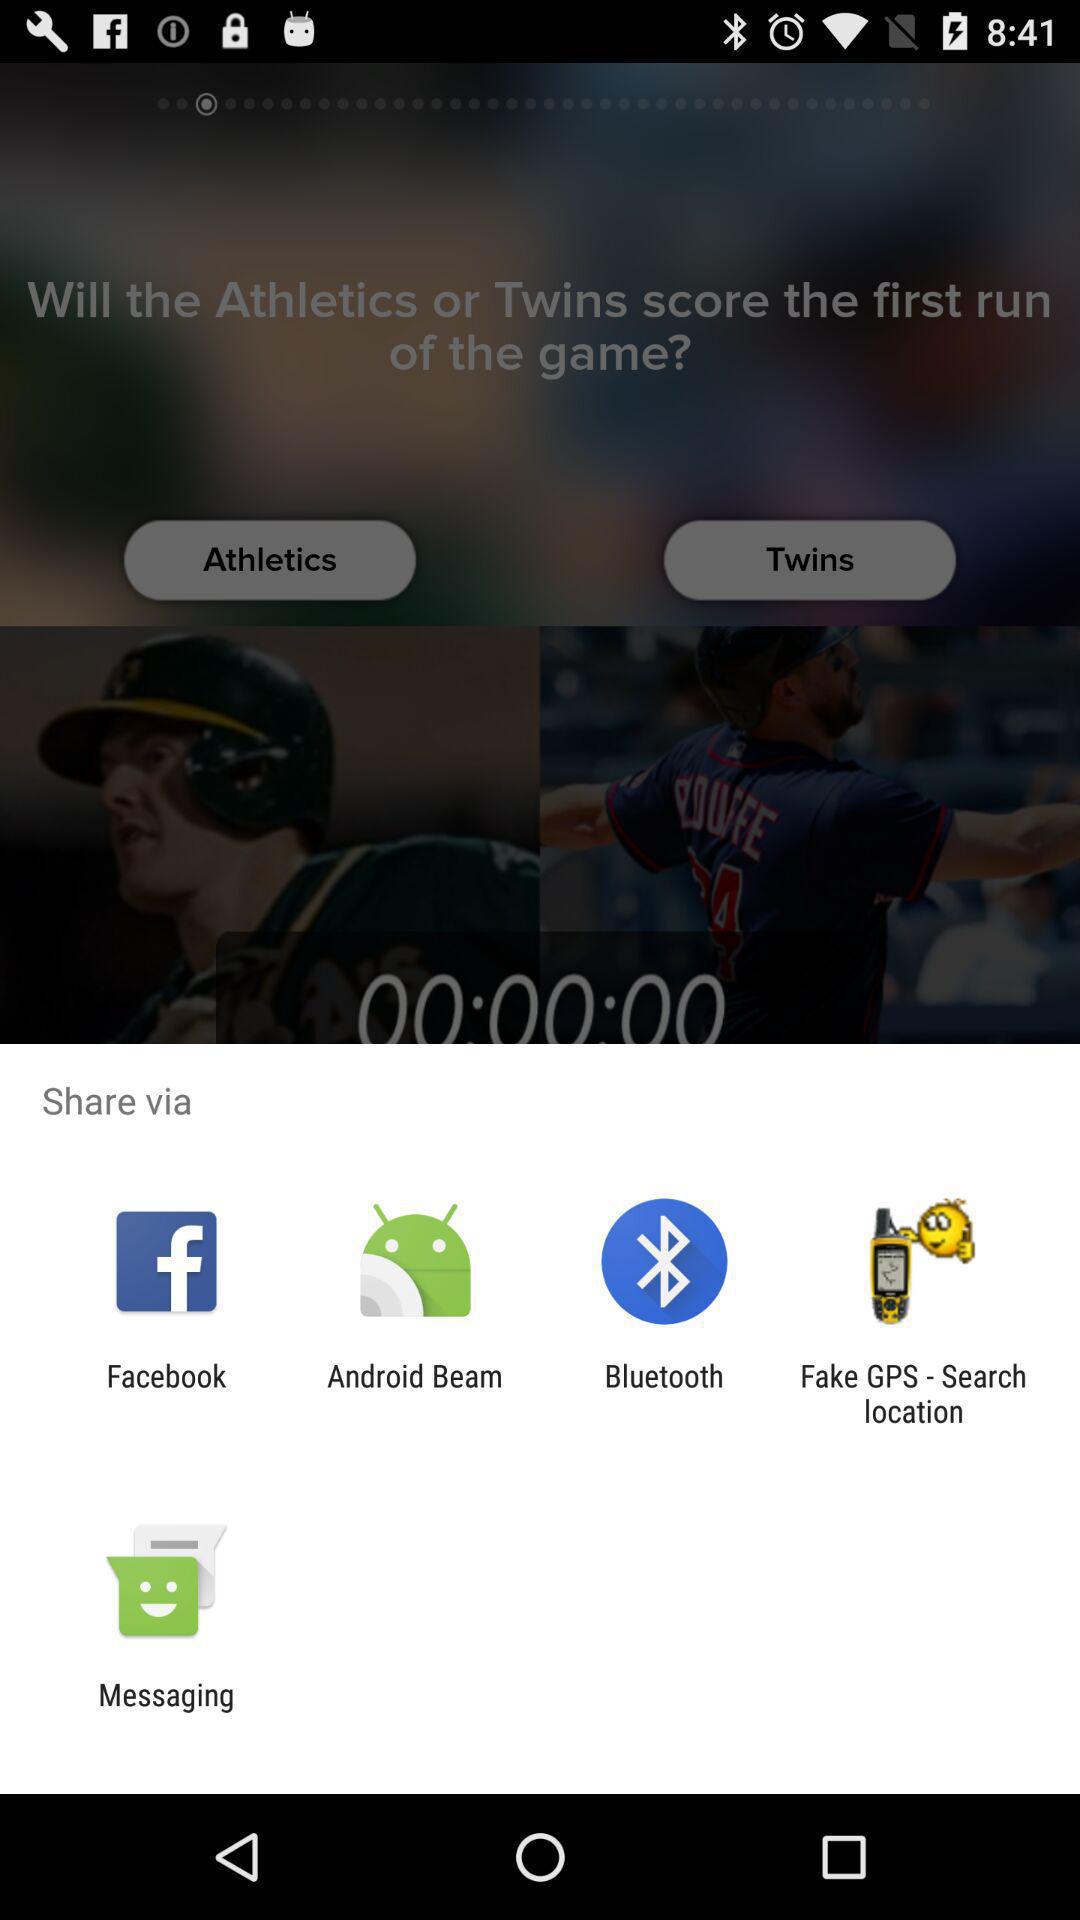 8:41
Will the Athletics or Twins score the first run
of the game?
Athletics
Twins
PLOUFFE
24
00:00:00
Share via
Facebook
Android Beam
Bluetooth
Fake GPS - Search
location
Messaging